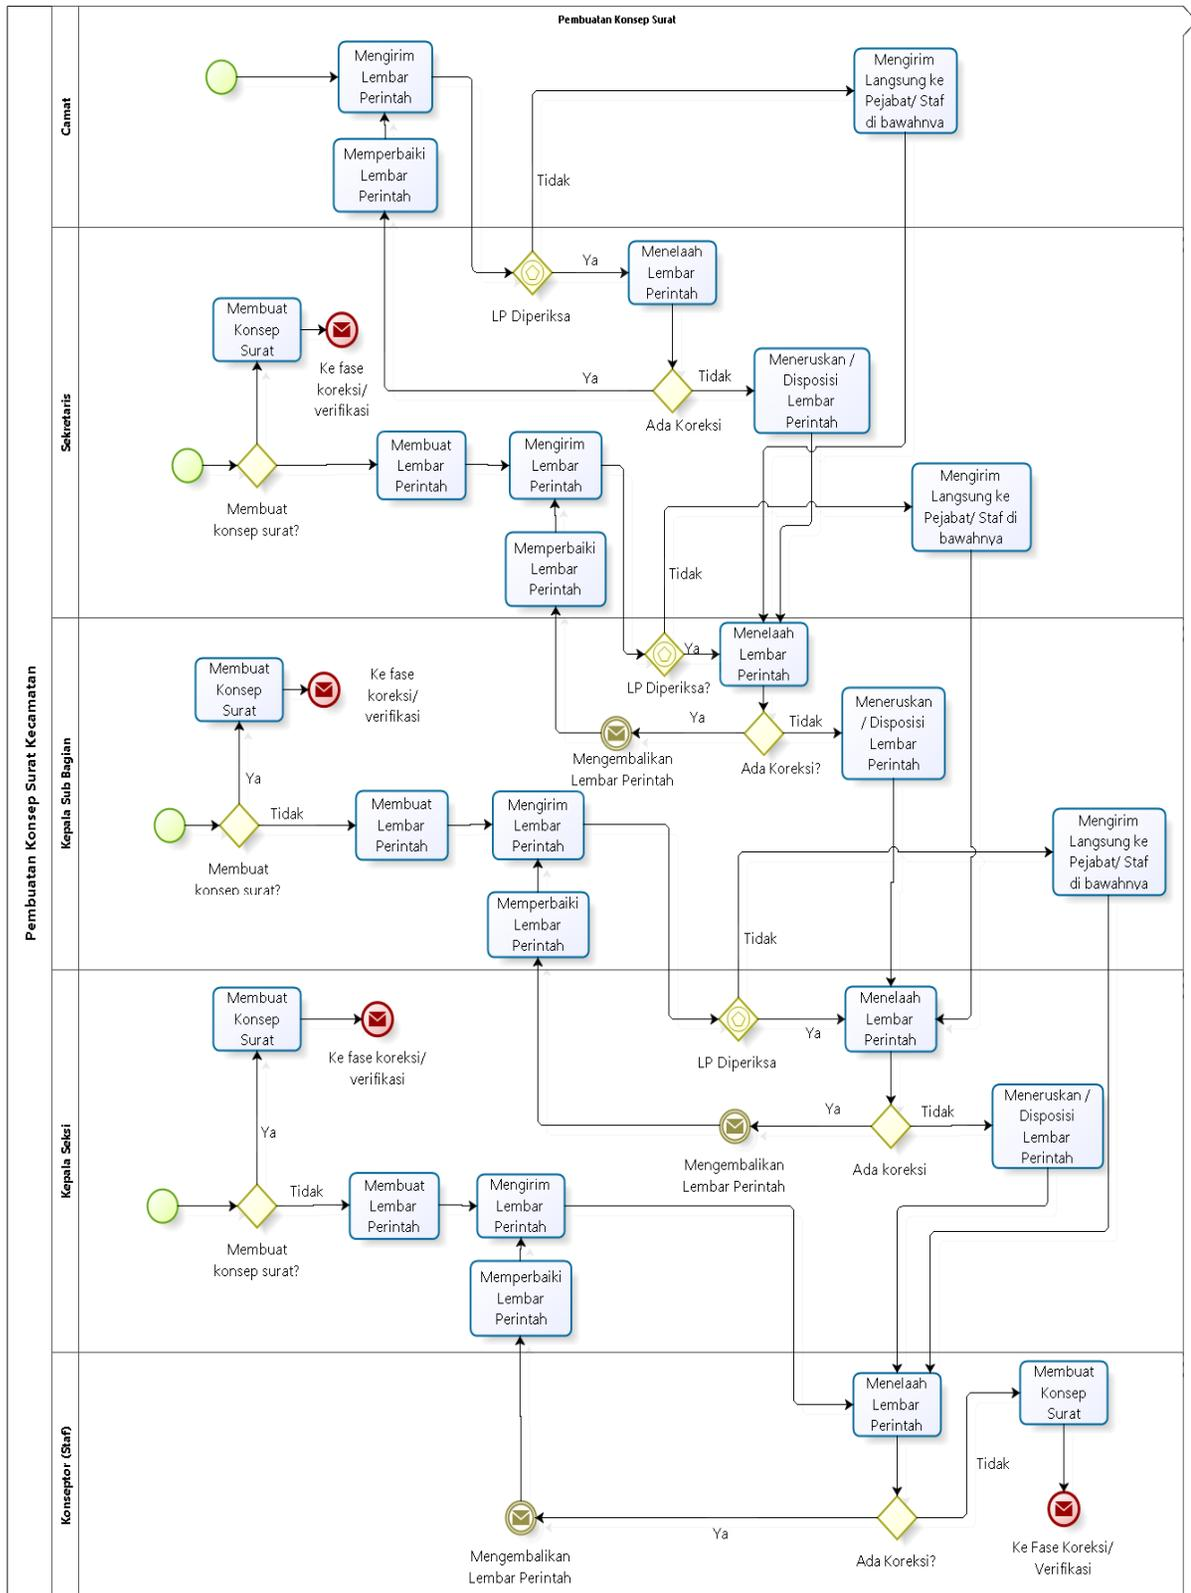 Pembuatan Konsep Surat
Pembuatan Konsep Surat Kecamatan
Camat
Mengirim
Lembar
Perintah
Memperbaiki
Lembar
Perintah
Mengirim
Langsung ke
Pejabat/ Staf
di bawahnya
Tidak
Sekretaris
LP Diperiksa
Ya
Menelaah
Lembar
Perintah
Membuat
Konsep
Surat
Ke fase
koreksi/
verifikasi
Ya
Ada Koreksi
Tidak
Meneruskan /
Disposisi
Lembar
Perintah
Membuat
konsep surat?
Membuat
Lembar
Perintah
Mengirim
Lembar
Perintah
Memperbaiki
Lembar
Perintah
Tidak
Mengirim
Langsung ke
Pejabat/ Staf di
bawahnya
Kepala Sub Bagian
LP Diperiksa?
Ya
Menelaah
Lembar
Perintah
Membuat
Konsep
Surat
Ke fase
koreksi/
verifikasi
Ya
Mengembalikan
Lembar Perintah
Ya
Ada Koreksi?
Tidak
Meneruskan
/ Disposisi
Lembar
Perintah
Membuat
konsep surat?
Tidak
Membuat
Lembar
Perintah
Mengirim
Lembar
Perintah
Memperbaiki
Lembar
Perintah
Tidak
Mengirim
Langsung ke
Pejabat/ Staf
di bawahnya
Kepala Seksi
Membuat
Konsep
Surat
Ke fase koreksi/
verifikasi
LP Diperiksa
Ya
Menelaah
Lembar
Perintah
Ya
Mengembalikan
Lembar Perintah
Ya
Ada koreksi
Tidak
Meneruskan /
Disposisi
Lembar
Perintah
Membuat
konsep surat?
Tidak
Membuat
Lembar
Perintah
Mengirim
Lembar
Perintah
Memperbaiki
Lembar
Perintah
Konseptor (Staf)
Menelaah
Lembar
Perintah
Membuat
Konsep
Surat
Tidak
Mengembalikan
Lembar Perintah
Ya
Ada Koreksi?
Ke Fase Koreksi/
Verifikasi